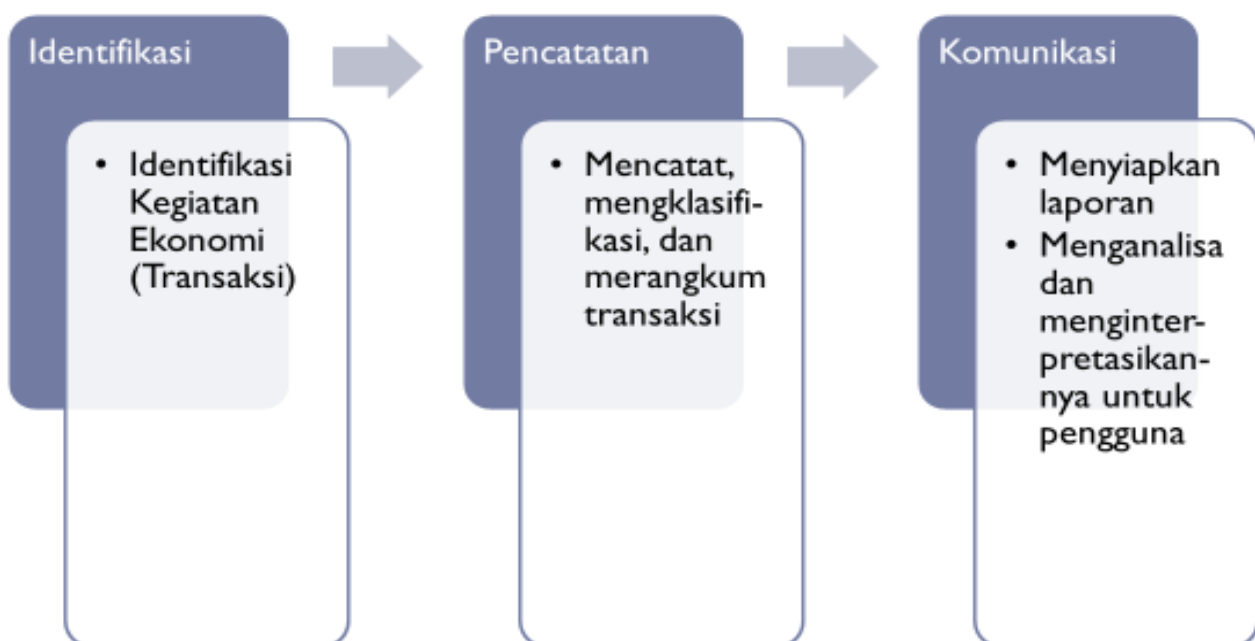 Identifikasi
• Identifikasi
Kegiatan
Ekonomi
(Transaksi)
Pencatatan
• Mencatat,
mengklasifi-
kasi, dan
merangkum
transaksi
Komunikasi
• Menyiapkan
laporan
• Menganalisa
dan
menginter-
pretasikan-
nya untuk
pengguna